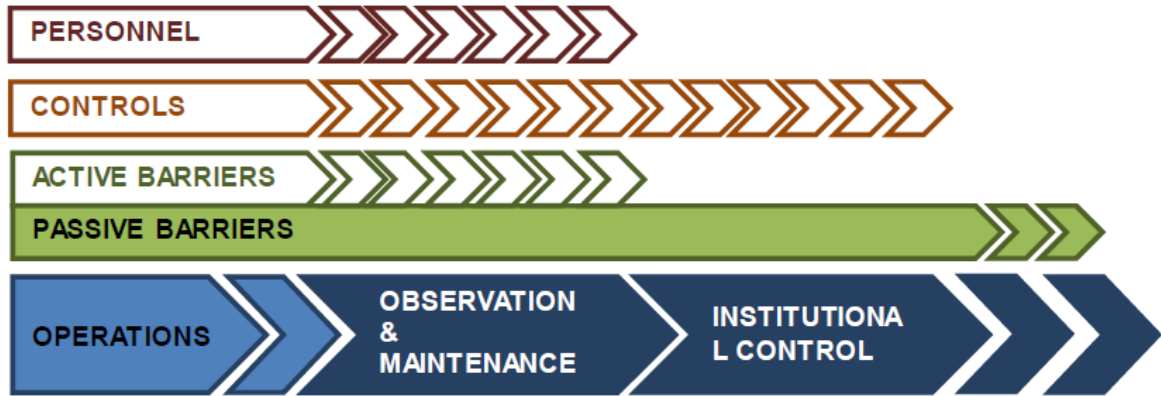 PERSONNEL
CONTROLS
ACTIVE BARRIERS
PASSIVE BARRIERS
OPERATIONS
OBSERVATION
&
MAINTENANCE
INSTITUTIONA
L CONTROL